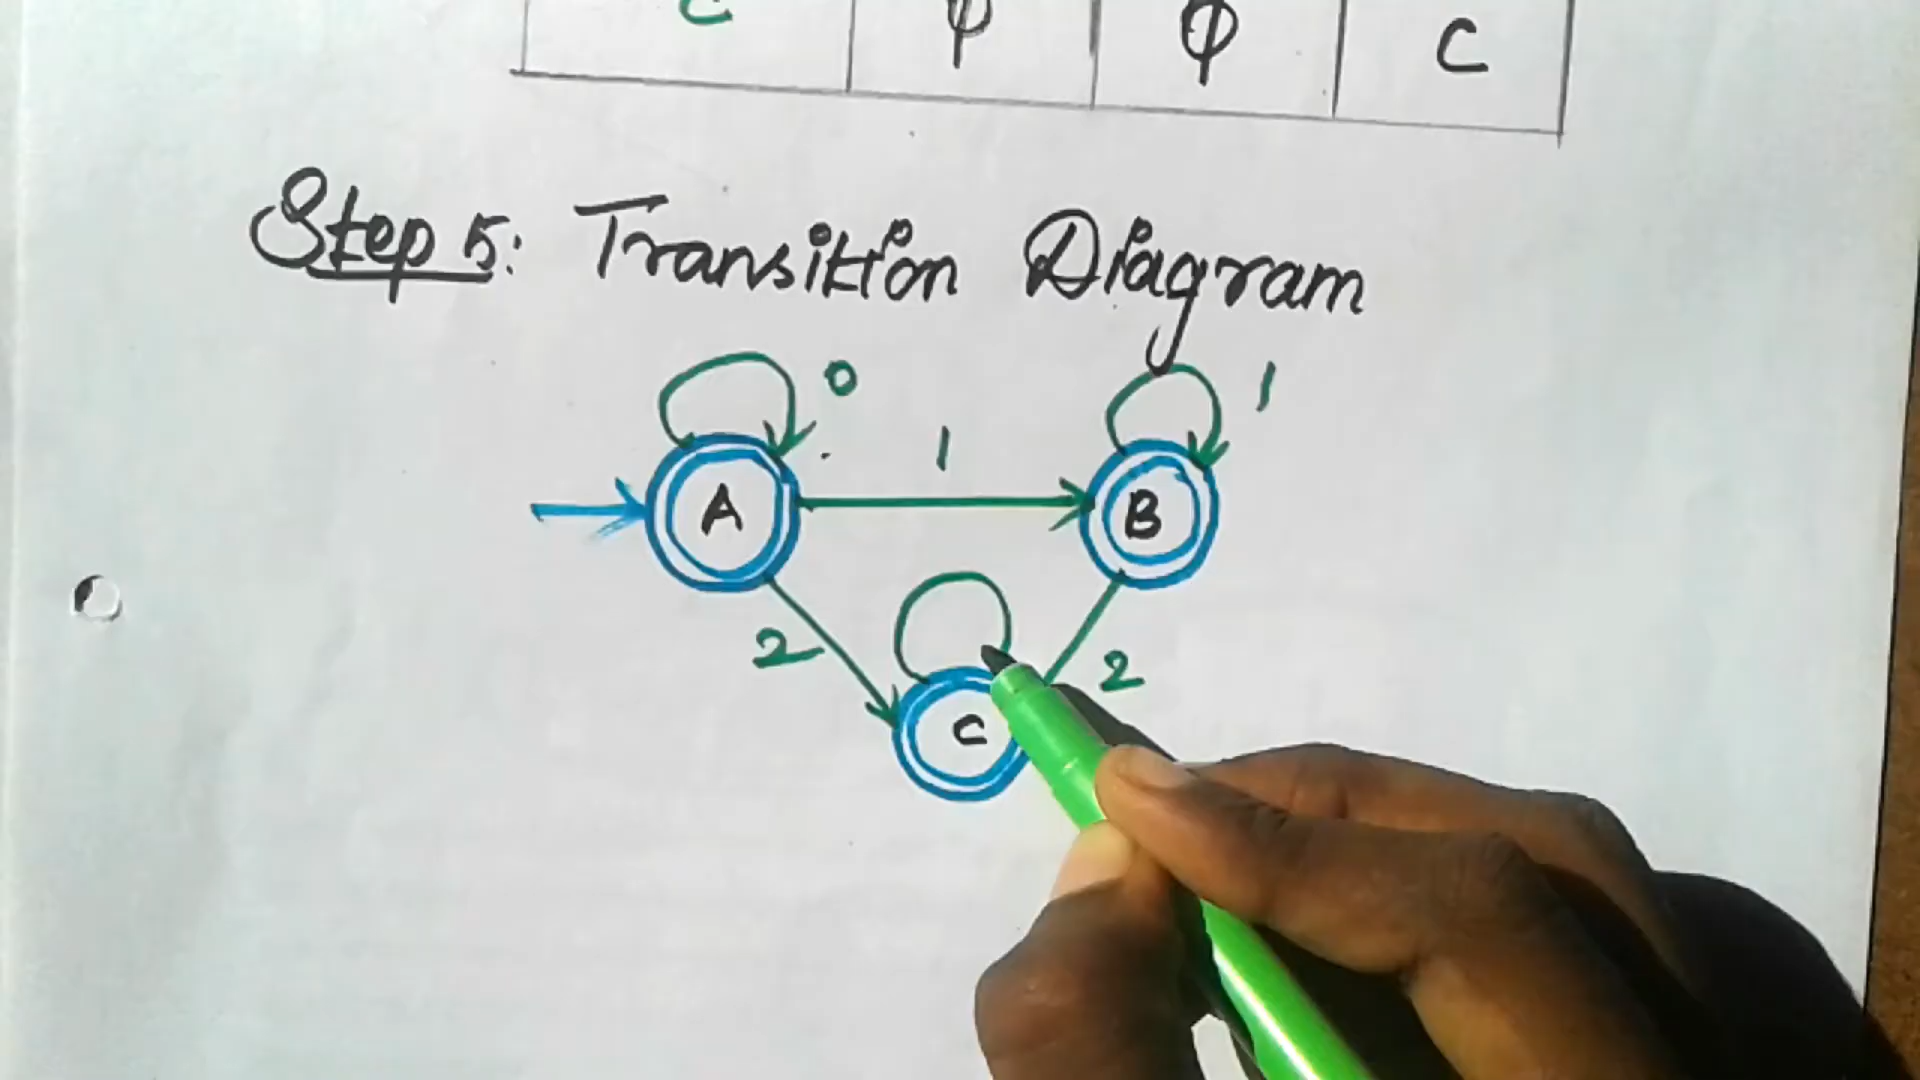 C φ φ C
Step 5: Transition Diagram
0 1
1
A B
2 2
C